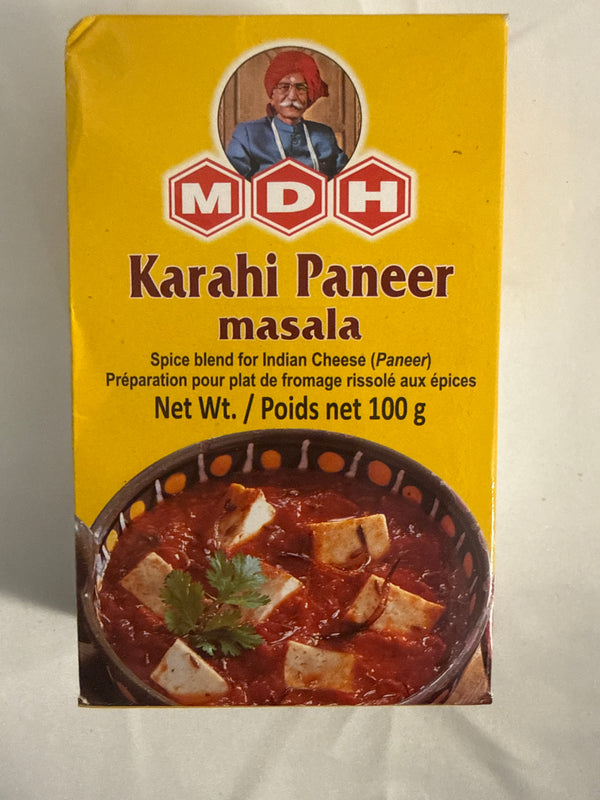 MDH
Karahi Paneer
masala
Spice blend for Indian Cheese (Paneer)
Préparation pour plat de fromage rissolé aux épices
Net Wt. / Poids net 100 g